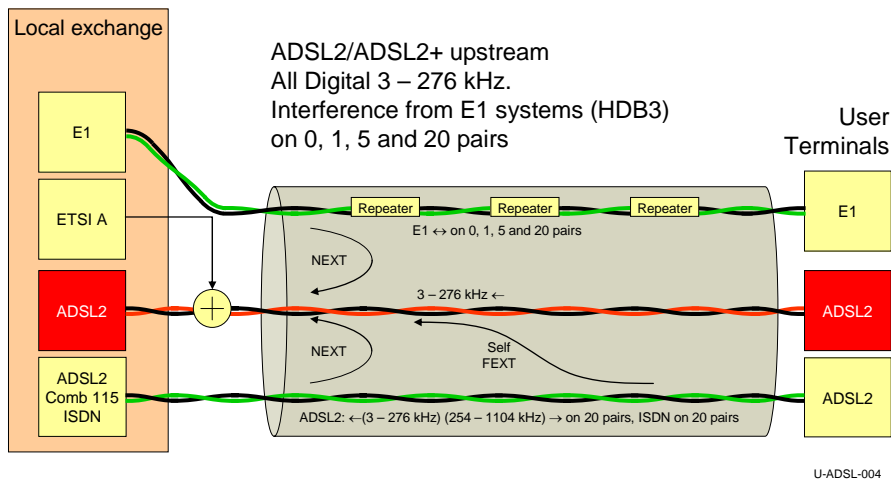 Local exchange
ADSL2/ADSL2+ upstream
All Digital 3 – 276 kHz.
Interference from E1 systems (HDB3)
on 0, 1, 5 and 20 pairs
User
Terminals
E1
Repeater
Repeater
Repeater
E1
E1 ↔ on 0, 1, 5 and 20 pairs
ETSI A
NEXT
3 – 276 kHz ←
ADSL2
ADSL2
NEXT
Self
FEXT
ADSL2
Comb 115
ISDN
ADSL2
ADSL2: ←(3 – 276 kHz) (254 – 1104 kHz) → on 20 pairs, ISDN on 20 pairs
U-ADSL-004